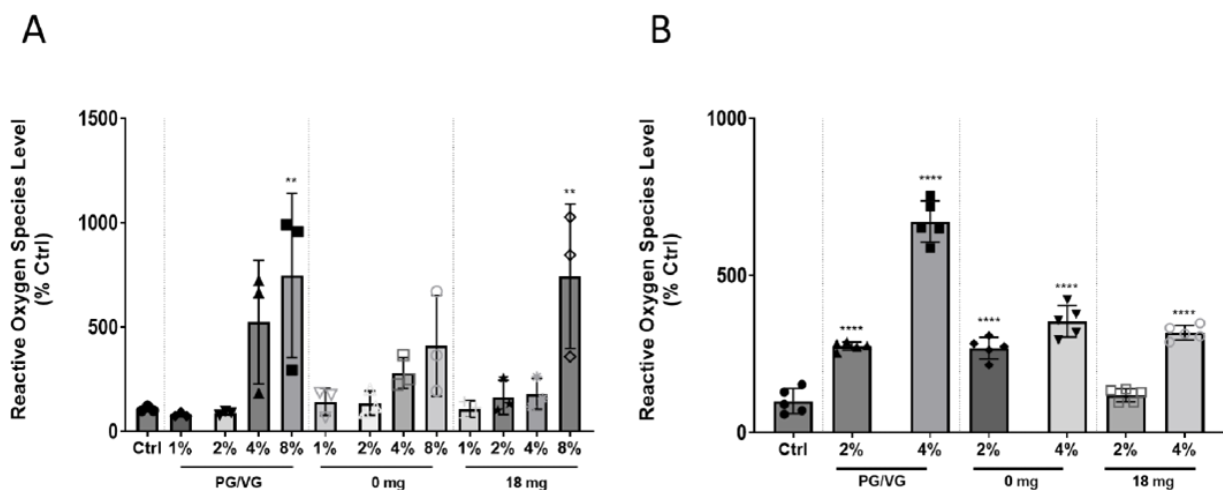 A
Reactive Oxygen Species Level
(% Ctrl)
1500
1000
500
0
**
**
Ctrl 1% 2% 4% 8% 1% 2% 4% 8% 1% 2% 4% 8%
PG/VG 0 mg 18 mg
B
Reactive Oxygen Species Level
(% Ctrl)
1000
500
0
****
****
****
****
****
Ctrl 2% 4% 2% 4% 2% 4%
PG/VG 0 mg 18 mg